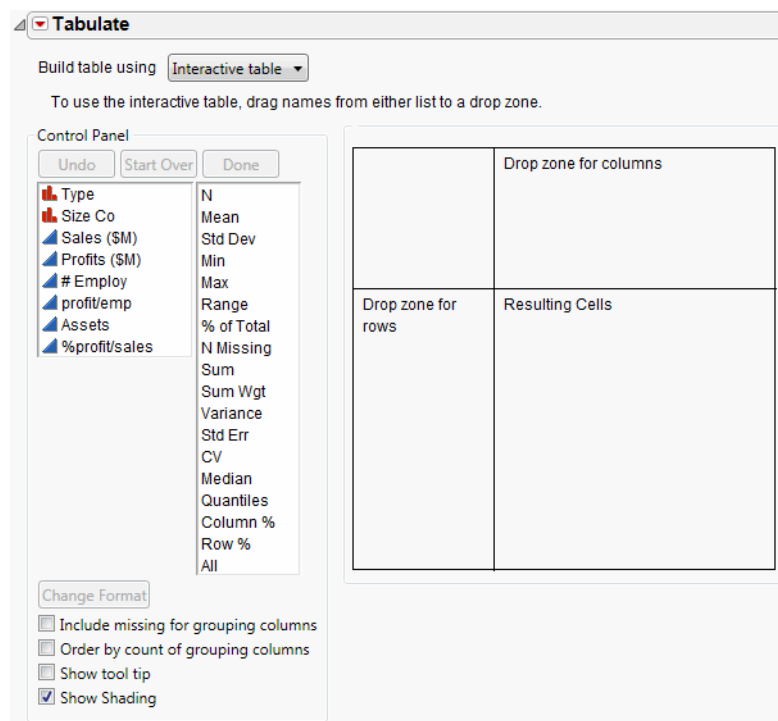 Tabulate
Build table using Interactive table
To use the interactive table, drag names from either list to a drop zone.
Control Panel
Undo Start Over Done
Type
Size Co
Sales ($M)
Profits ($M)
# Employ
profit/emp
Assets
%profit/sales
N
Mean
Std Dev
Min
Max
Range
% of Total
N Missing
Sum
Sum Wgt
Variance
Std Err
CV
Median
Quantiles
Column %
Row %
All
Change Format
Include missing for grouping columns
Order by count of grouping columns
Show tool tip
Show Shading
Drop zone for columns
Drop zone for
rows
Resulting Cells